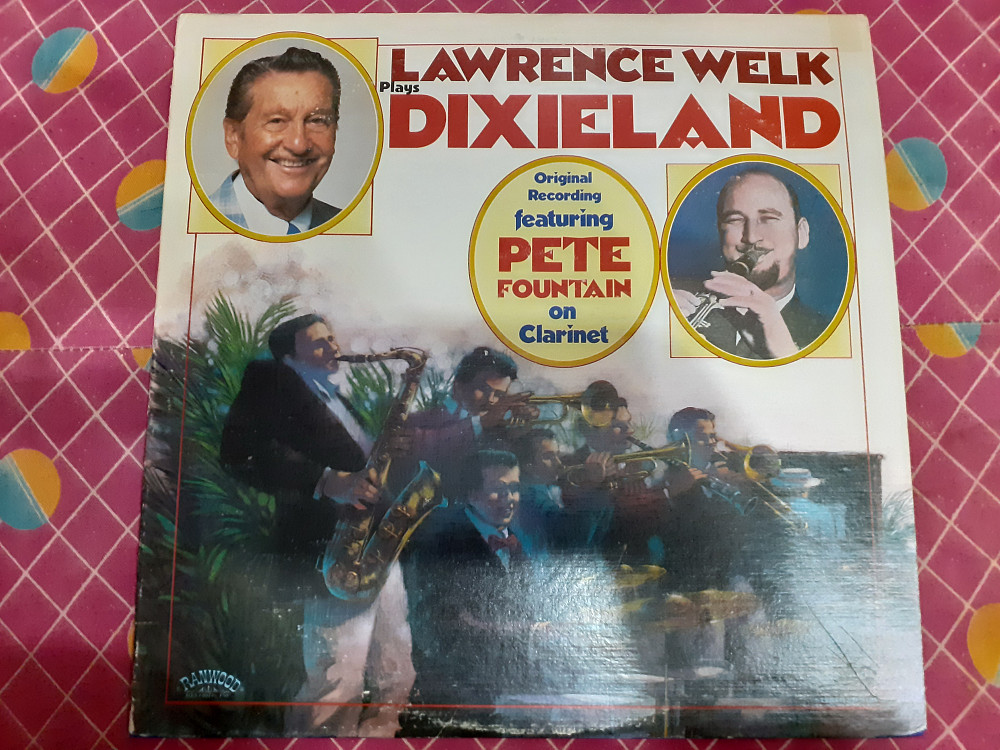 LAWRENCE WELK
Plays
DIXIELAND
Original
Recording
featuring
PETE
FOUNTAIN
on
Clarinet
RANWOOD